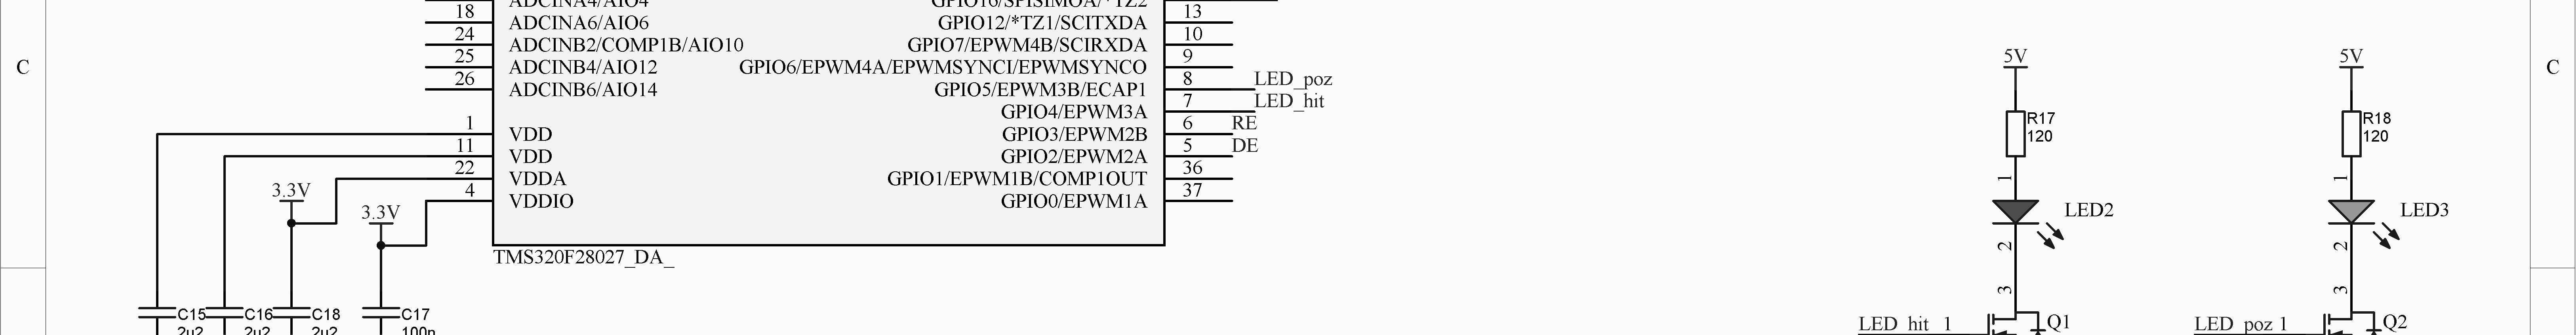 ADCINA4/AIO4
GPIO16/SPISIMOA/*TZ2
18
ADCINA6/AIO6
GPIO12/*TZ1/SCITXDA
13
24
ADCINB2/COMP1B/AIO10
GPIO7/EPWM4B/SCIRXDA
10
25
ADCINB4/AIO12
GPIO6/EPWM4A/EPWMSYNCI/EPWMSYNCO
9
26
ADCINB6/AIO14
GPIO5/EPWM3B/ECAP1
8
LED_poz
GPIO4/EPWM3A
7
LED_hit
1
VDD
GPIO3/EPWM2B
6
RE
11
VDD
GPIO2/EPWM2A
5
DE
22
VDDA
GPIO1/EPWM1B/COMP1OUT
36
4
VDDIO
GPIO0/EPWM1A
37
3.3V
3.3V
TMS320F28027_DA_
C15
2u2
C16
2u2
C18
2u2
C17
100n
C
C
5V
R17
120
1
LED2
2
3
LED_hit 1
Q1
5V
R18
120
1
LED3
2
3
LED_poz 1
Q2